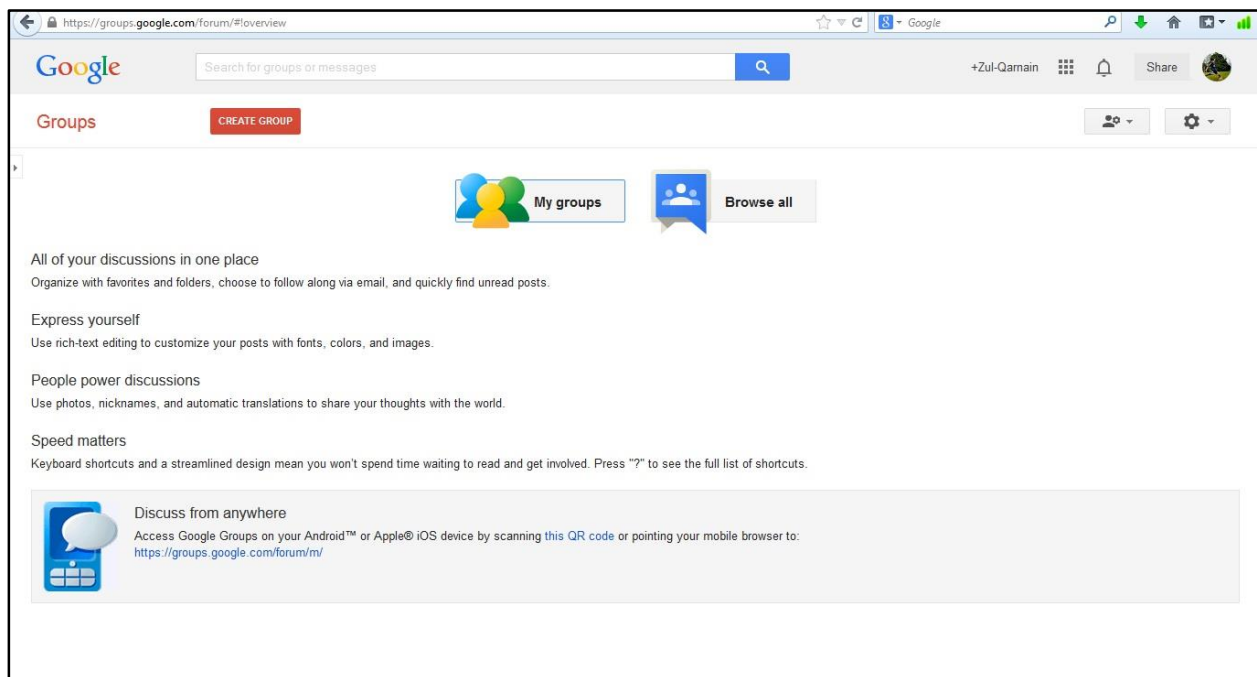 https://groups.google.com/forum/#!overview
8 Google
Google
Search for groups or messages
+Zul-Qarnain
Share
Groups
CREATE GROUP
My groups
Browse all
All of your discussions in one place
Organize with favorites and folders, choose to follow along via email, and quickly find unread posts.
Express yourself
Use rich-text editing to customize your posts with fonts, colors, and images.
People power discussions
Use photos, nicknames, and automatic translations to share your thoughts with the world.
Speed matters
Keyboard shortcuts and a streamlined design mean you won't spend time waiting to read and get involved. Press "?" to see the full list of shortcuts.
Discuss from anywhere
Access Google Groups on your Android™ or Apple® iOS device by scanning this QR code or pointing your mobile browser to:
https://groups.google.com/forum/m/